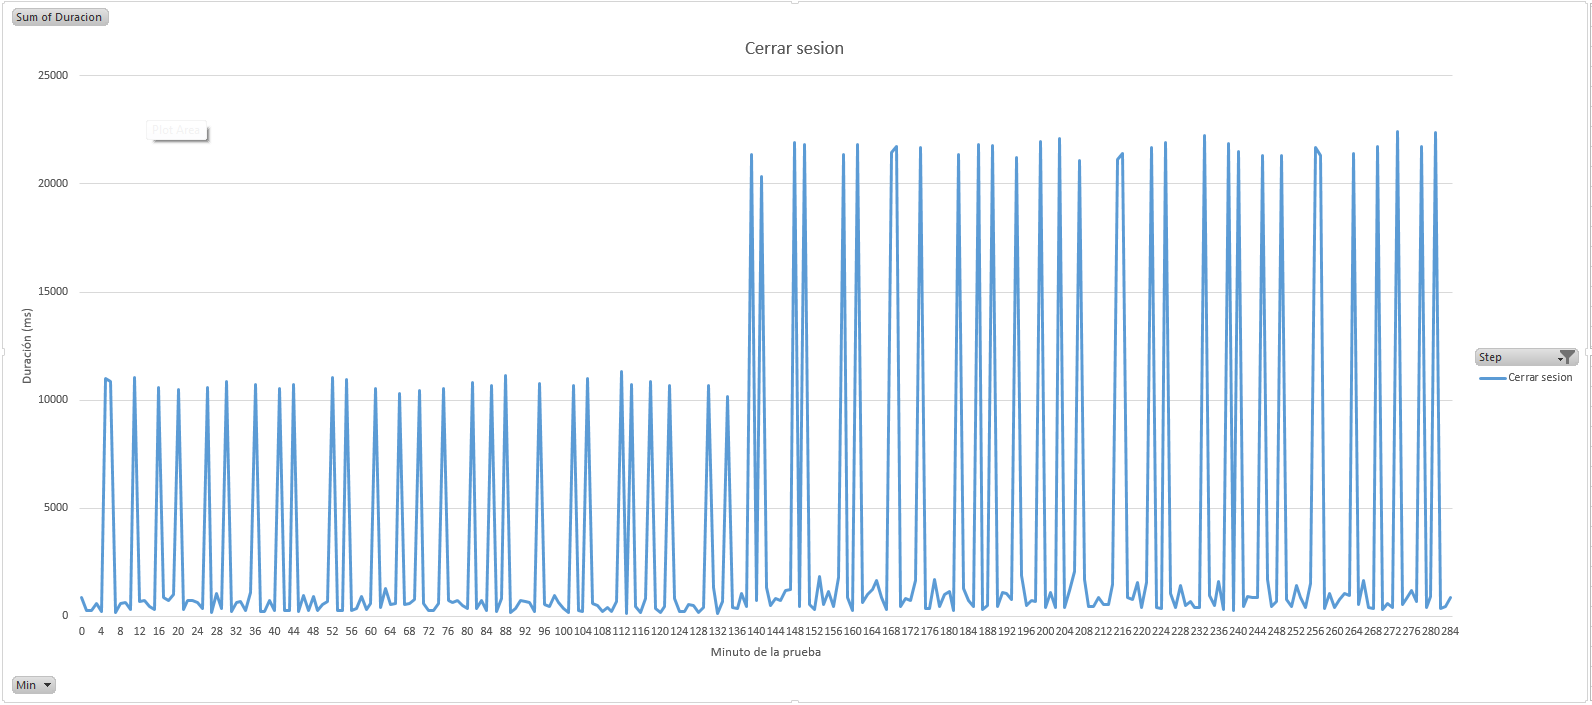 Sum of Duracion
Cerrar sesion
25000
Plot Area
20000
15000
10000
5000
0
Duración (ms)
0 4 8 12 16 20 24 28 32 36 40 44 48 52 56 60 64 68 72 76 80 84 88 92 96 100 104 108 112 116 120 124 128 132 136 140 144 148 152 156 160 164 168 172 176 180 184 188 192 196 200 204 208 212 216 220 224 228 232 236 240 244 248 252 256 260 264 268 272 276 280 284
Minuto de la prueba
Step
Cerrar sesion
Min